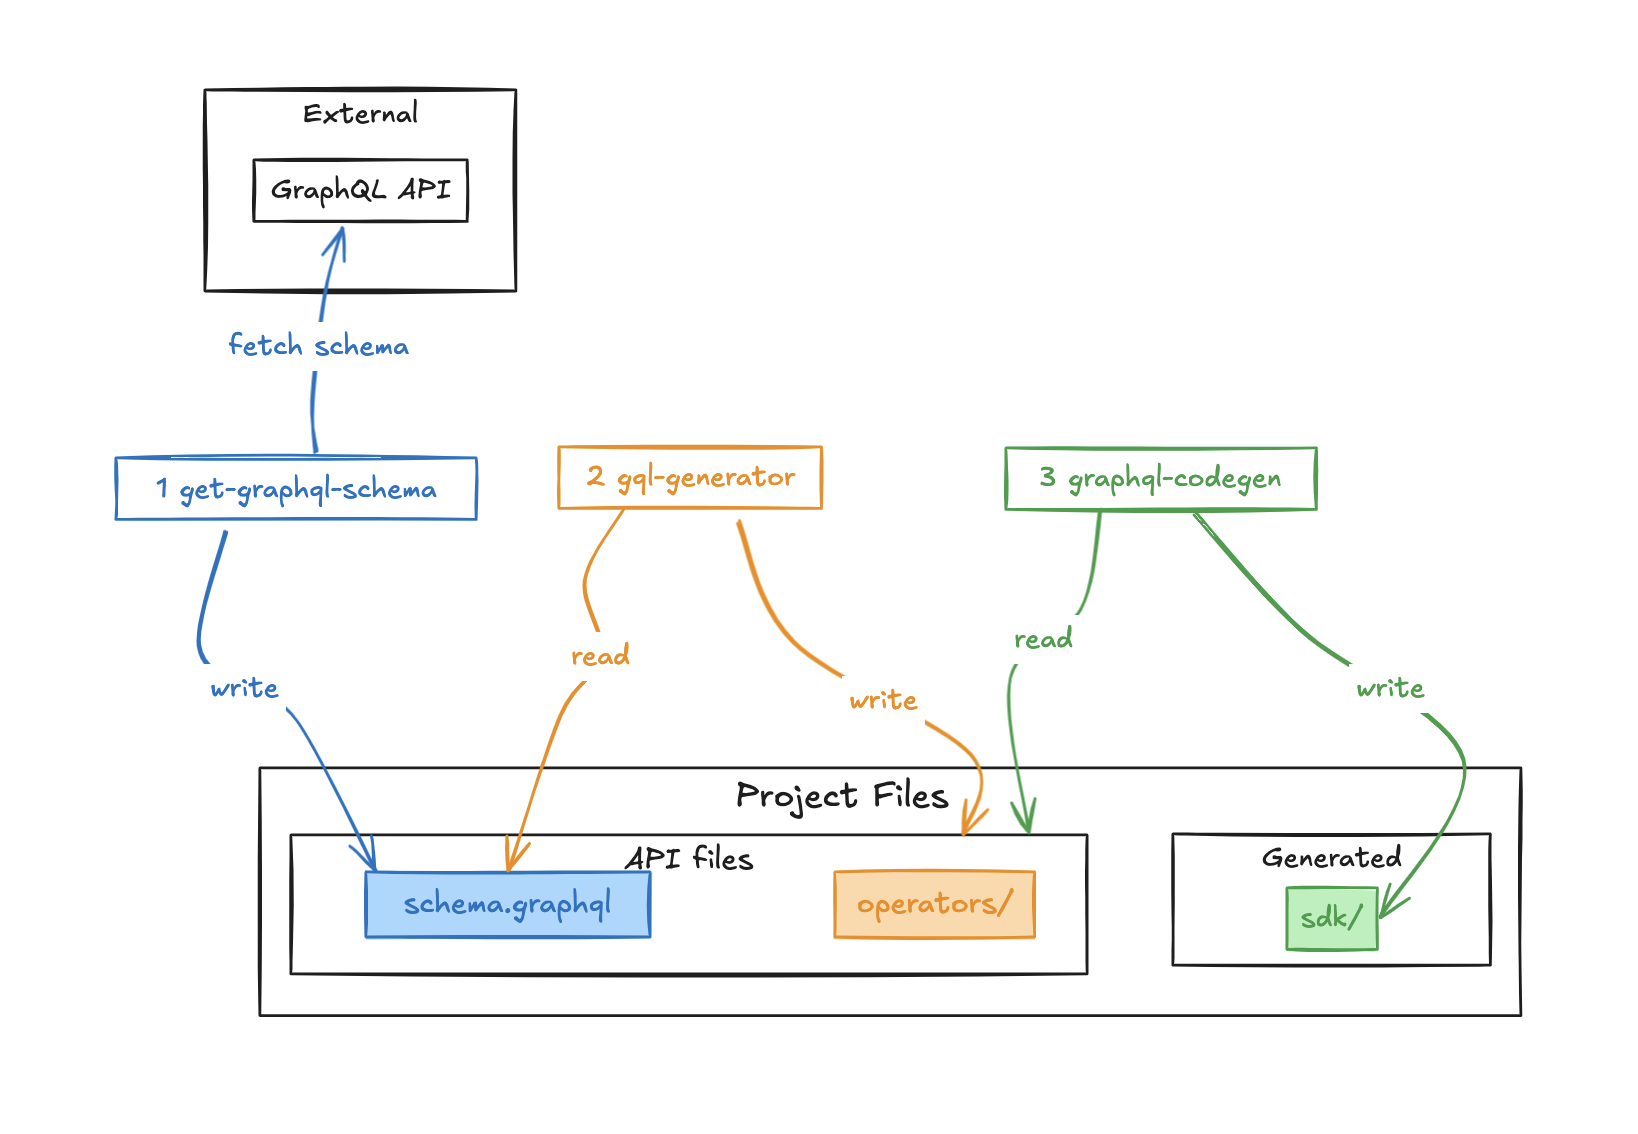 External
GraphQL API
fetch schema
1 get-graphql-schema
2 gql-generator
3 graphql-codegen
read
read
write
write
write
Project Files
API files
Generated
schema.graphql
operators/
sdk/